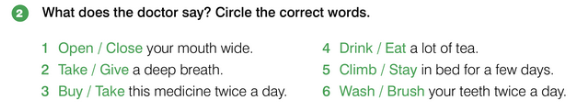 2 What does the doctor say? Circle the correct words.
1 Open / Close your mouth wide.
2 Take / Give a deep breath.
3 Buy / Take this medicine twice a day.
4 Drink / Eat a lot of tea.
5 Climb / Stay in bed for a few days.
6 Wash / Brush your teeth twice a day.